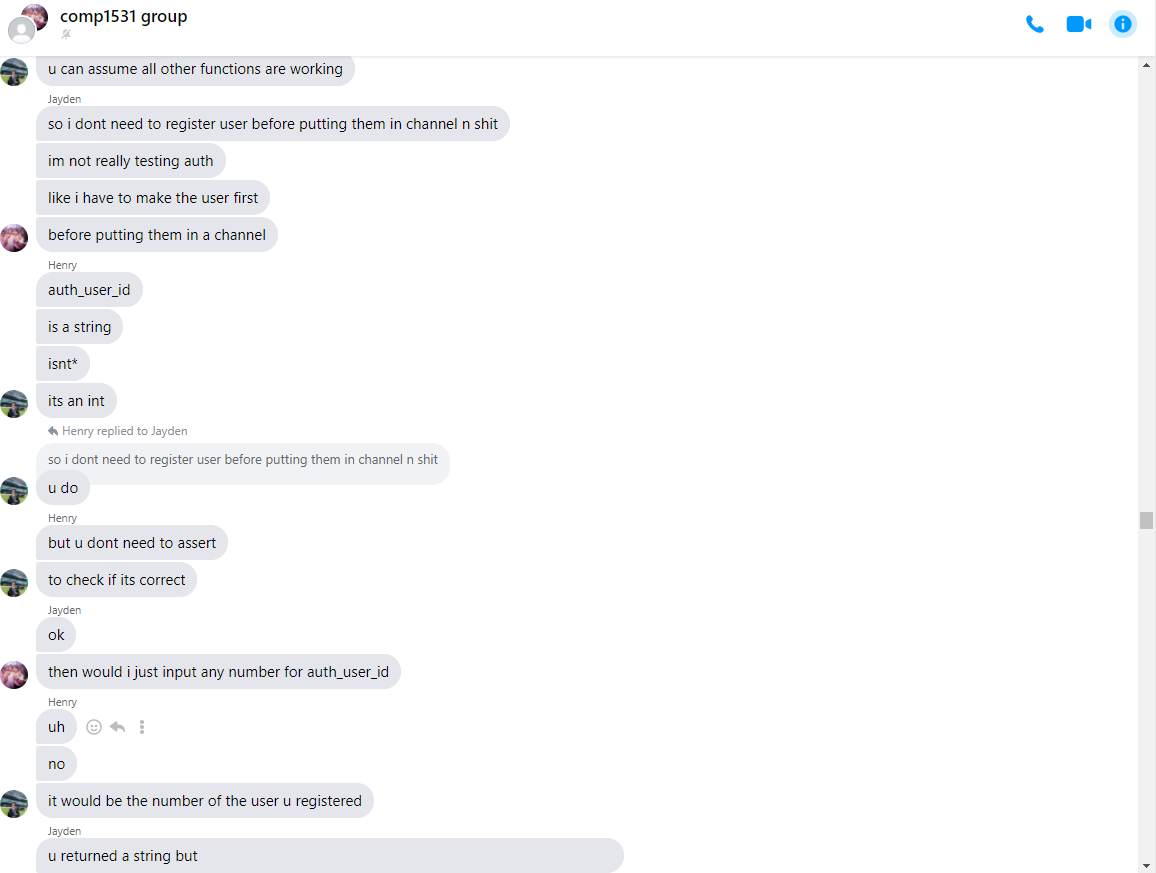 comp1531 group
u can assume all other functions are working
Jayden
so i dont need to register user before putting them in channel n shit
im not really testing auth
like i have to make the user first
before putting them in a channel
Henry
auth_user_id
is a string
isnt*
its an int
Henry replied to Jayden
so i dont need to register user before putting them in channel n shit
u do
Henry
but u dont need to assert
to check if its correct
Jayden
ok
then would i just input any number for auth_user_id
Henry
uh
no
it would be the number of the user u registered
Jayden
u returned a string but